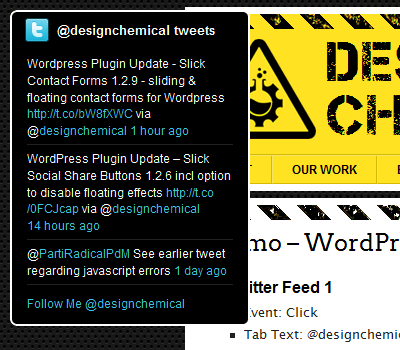 @designchemical tweets
Wordpress Plugin Update - Slick
Contact Forms 1.2.9 - sliding &
floating contact forms for Wordpress
http://t.co/bW8fXWC via
@designchemical 1 hour ago
WordPress Plugin Update – Slick
Social Share Buttons 1.2.6 incl option
to disable floating effects http://t.co
/0FCJcap via @designchemical
14 hours ago
@PartiRadicalPdM See earlier tweet
regarding javascript errors 1 day ago
Follow Me @designchemical
DES
CH
OUR WORK
mo – WordPr
itter Feed 1
Event: Click
Tab Text: @designchemi